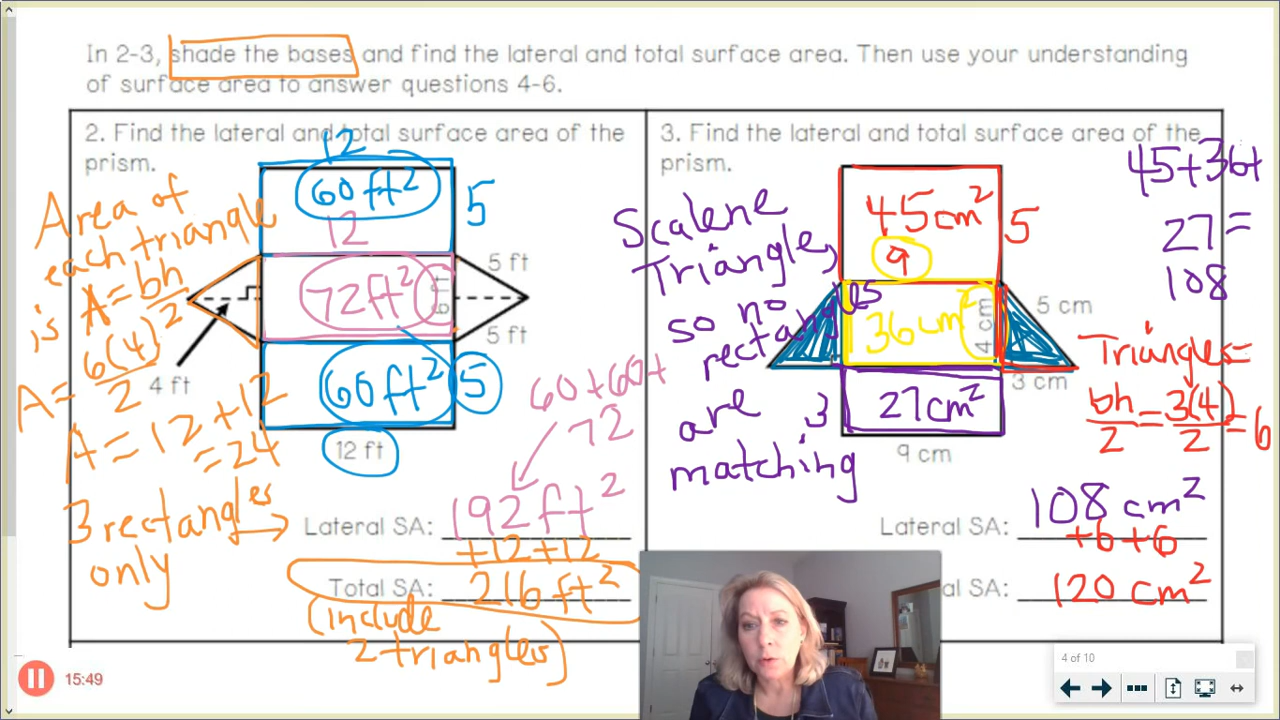 In 2-3, shade the bases and find the lateral and total surface area. Then use your understanding
of surface area to answer questions 4-6.
2. Find the lateral and total surface area of the
prism.
12
60 ft²
5
12
72 ft²
6 ft
5 ft
5 ft
4 ft
60 ft²
5
12 ft
Area of
each triangle
is A = bh/2
A = 6(4)/2
A = 12 + 12
= 24
3 rectangles →
only
60+60+
72
Lateral SA: 192 ft²
+12+12
Total SA: 216 ft²
(include
2 triangles)
3. Find the lateral and total surface area of the
prism.
45+36+
27 =
108
Scalene
Triangle,
so no
rectangles
are
matching
45 cm²
5
9
36 cm²
4 cm
5 cm
3 cm
3
27 cm²
9 cm
Triangles=
bh/2 = 3(4)/2 = 6
Lateral SA: 108 cm²
+6+6
al SA: 120 cm²
15:49
4 of 10